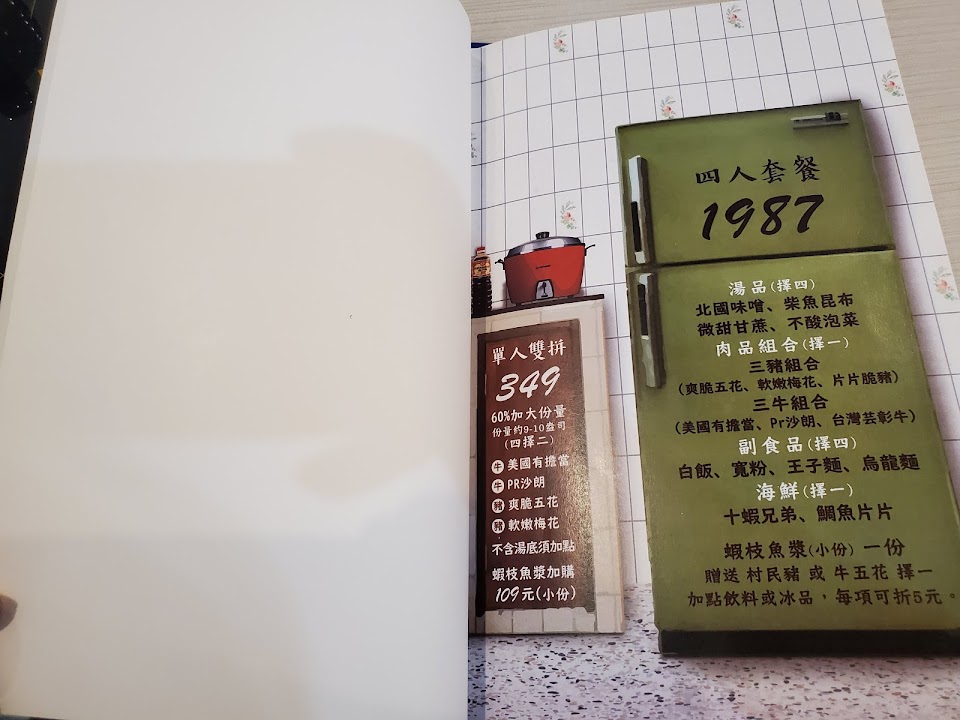 單人雙拼
349
60%加大份量
份量約9-10盎司
(四擇二)
牛 美國有擔當
牛 PR沙朗
豬 爽脆五花
豬 軟嫩梅花
不含湯底須加點
蝦枝魚漿加購
109元(小份)
四人套餐
1987
湯品(擇四)
北國味噌、柴魚昆布
微甜甘蔗、不酸泡菜
肉品組合(擇一)
三豬組合
(爽脆五花、軟嫩梅花、片片脆豬)
三牛組合
(美國有擔當、Pr沙朗、台灣芸彰牛)
副食品(擇四)
白飯、寬粉、王子麵、烏龍麵
海鮮(擇一)
十蝦兄弟、鯛魚片片
蝦枝魚漿(小份) 一份
贈送 村民豬 或 牛五花 擇一
加點飲料或冰品，每項可折5元。